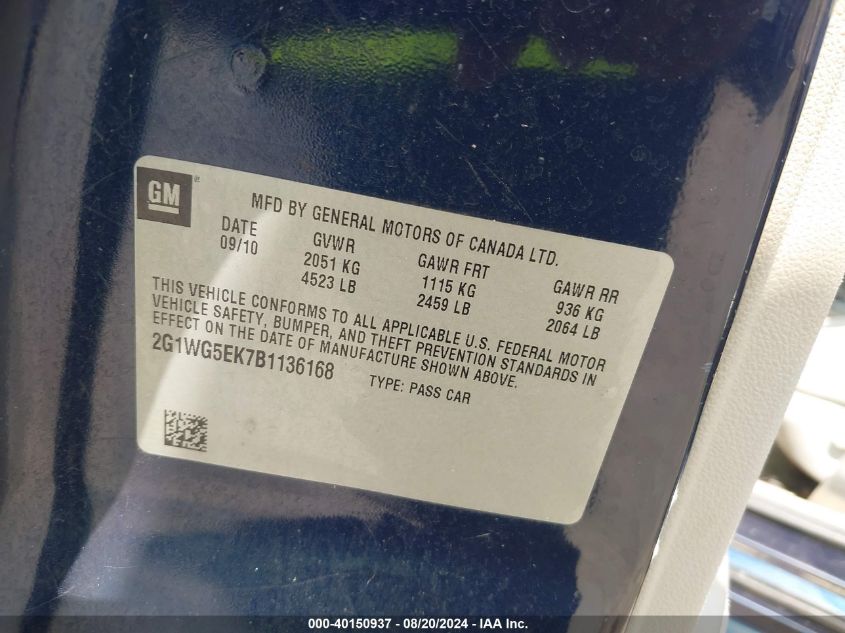 GM
MFD BY GENERAL MOTORS OF CANADA LTD.
DATE GVWR GAWR FRT GAWR RR
09/10 2051 KG 1115 KG 936 KG
4523 LB 2459 LB 2064 LB
THIS VEHICLE CONFORMS TO ALL APPLICABLE U.S. FEDERAL MOTOR
VEHICLE SAFETY, BUMPER, AND THEFT PREVENTION STANDARDS IN
EFFECT ON THE DATE OF MANUFACTURE SHOWN ABOVE.
2G1WG5EK7B1136168 TYPE: PASS CAR
000-40150937 - 08/20/2024 - IAA Inc.